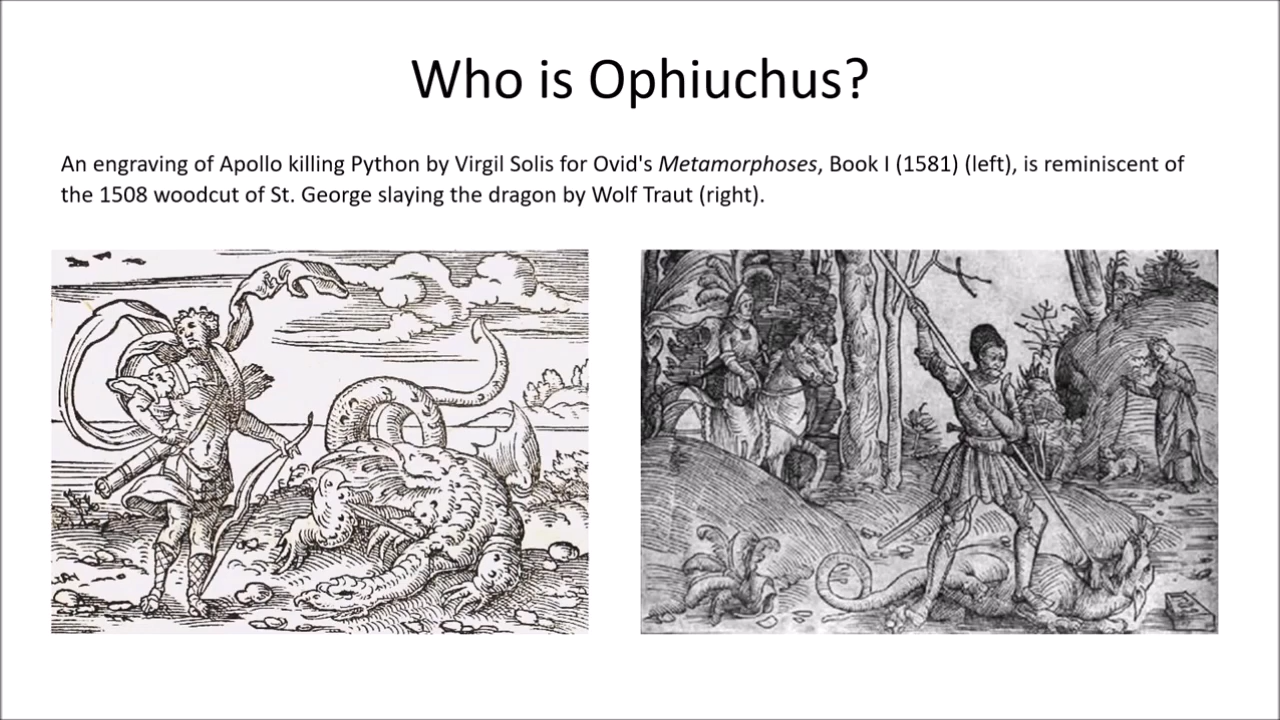 Who is Ophiuchus?
An engraving of Apollo killing Python by Virgil Solis for Ovid's Metamorphoses, Book I (1581) (left), is reminiscent of
the 1508 woodcut of St. George slaying the dragon by Wolf Traut (right).